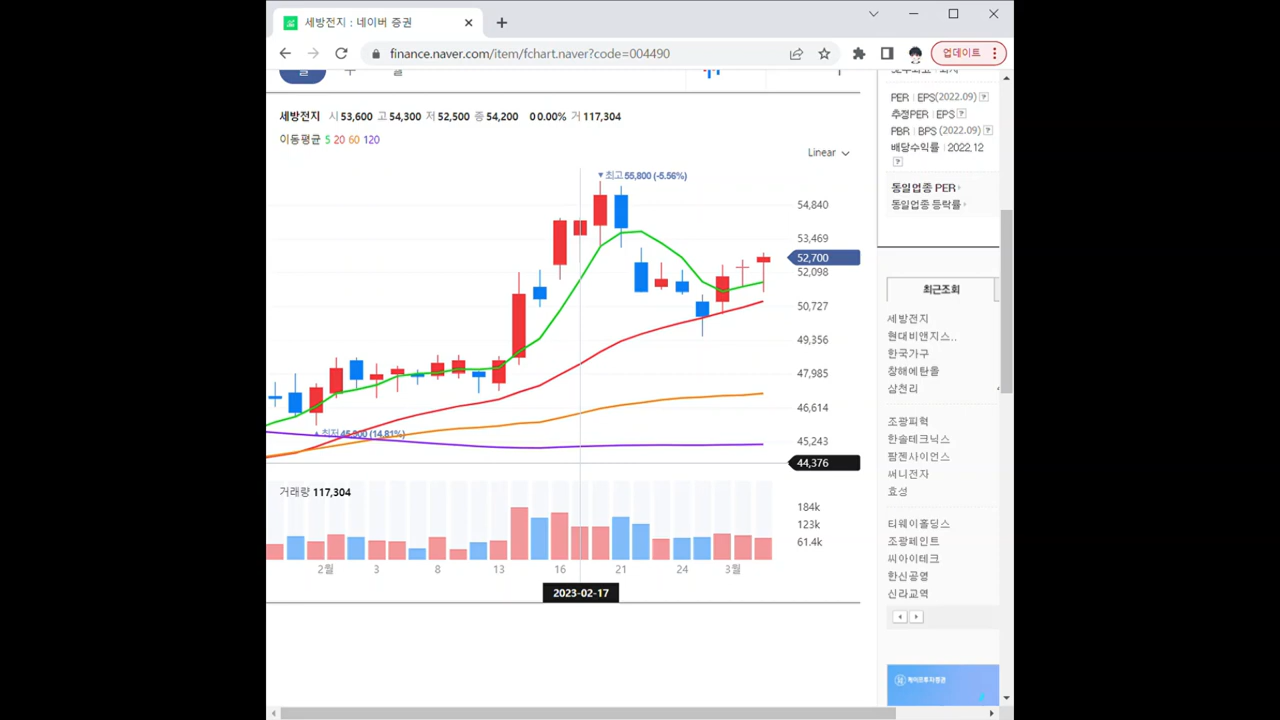 세방전지 : 네이버 증권
finance.naver.com/item/fchart.naver?code=004490
업데이트
PER | EPS(2022.09) ?
추정PER | EPS ?
PBR | BPS (2022.09) ?
배당수익률 | 2022.12
?
동일업종 PER
동일업종 등락률
세방전지 시 53,600 고 54,300 저 52,500 종 54,200 0 0.00% 거 117,304
이동평균 5 20 60 120
Linear
▼최고 55,800 (-5.56%)
54,840
53,469
52,700
52,098
50,727
49,356
47,985
46,614
45,243
44,376
거래량 117,304
184k
123k
61.4k
2월 3 8 13 16 21 24 3월
2023-02-17
최근조회
세방전지
현대비앤지스..
한국가구
창해에탄올
삼천리
조광피혁
한솔테크닉스
팜젠사이언스
써니전자
효성
티웨이홀딩스
조광페인트
씨아이테크
한신공영
신라교역